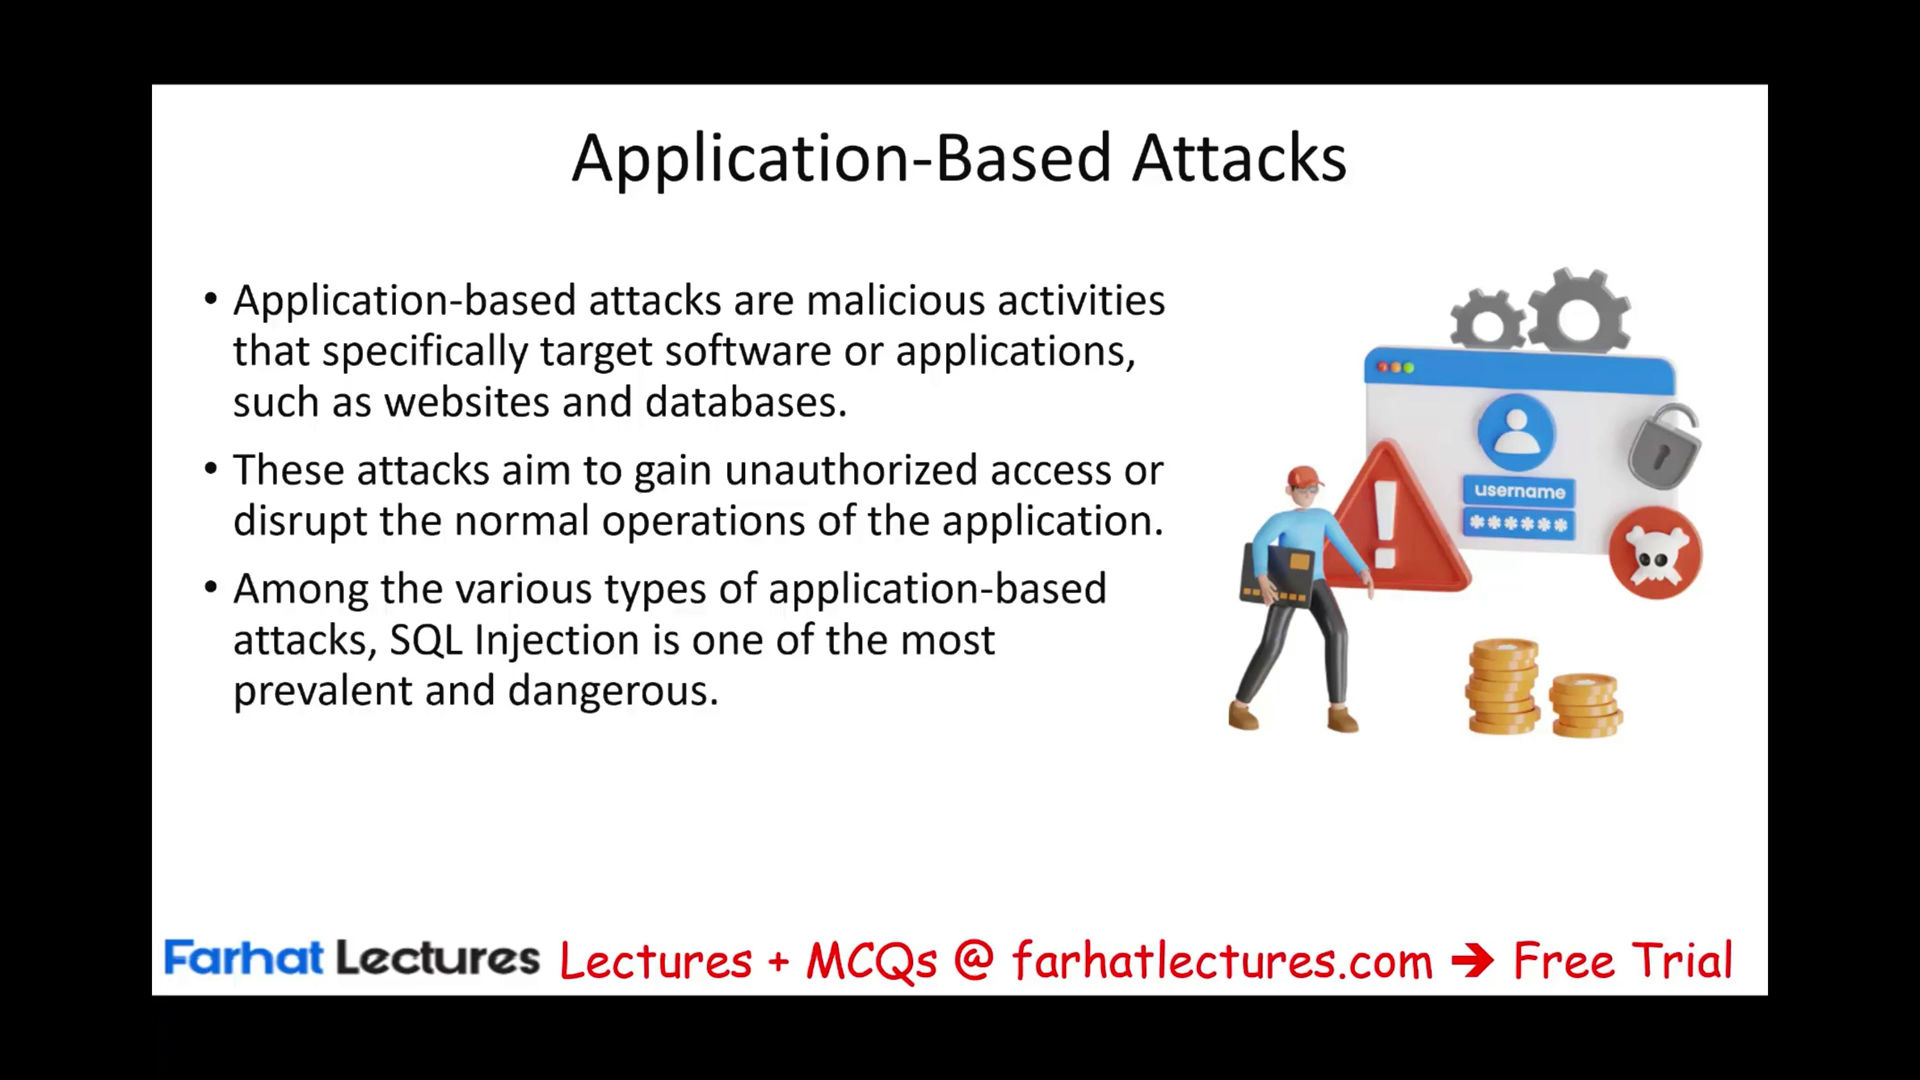 Application-Based Attacks
• Application-based attacks are malicious activities
that specifically target software or applications,
such as websites and databases.
• These attacks aim to gain unauthorized access or
disrupt the normal operations of the application.
• Among the various types of application-based
attacks, SQL Injection is one of the most
prevalent and dangerous.
username
******
Farhat Lectures Lectures + MCQs @ farhatlectures.com ➔ Free Trial